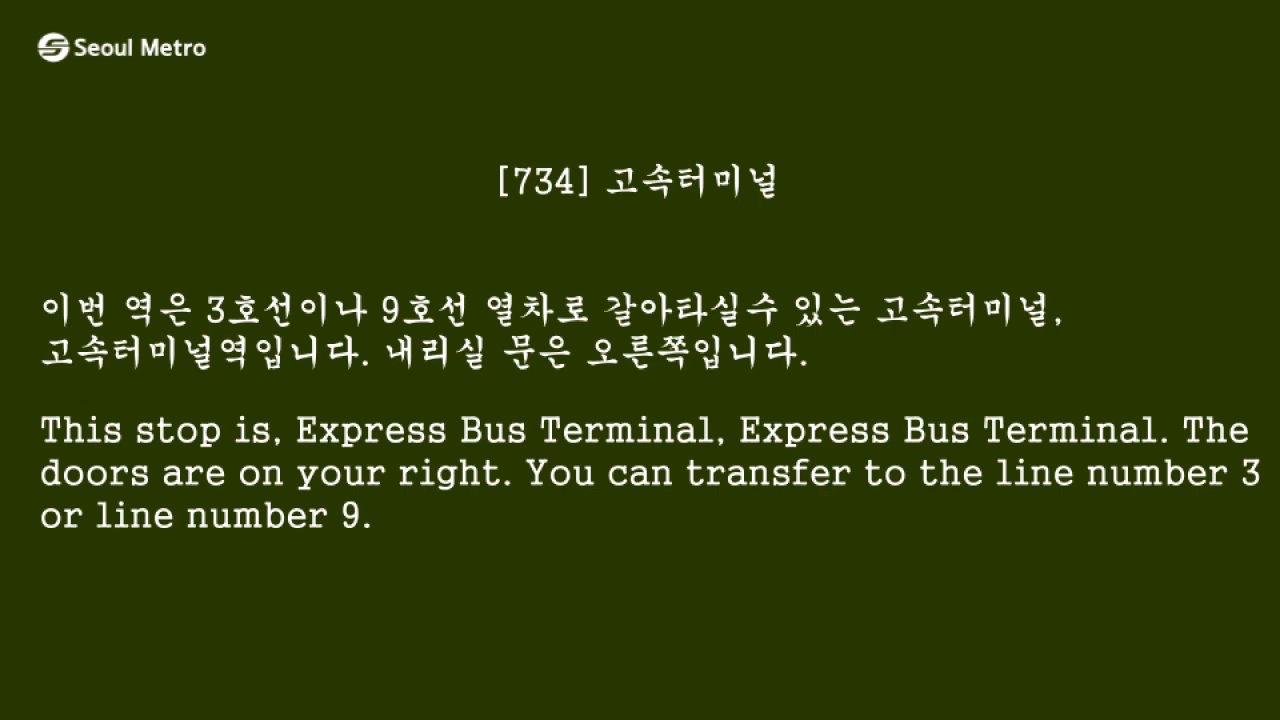 Seoul Metro
[734] 고속터미널
이번 역은 3호선이나 9호선 열차로 갈아타실수 있는 고속터미널,
고속터미널역입니다. 내리실 문은 오른쪽입니다.
This stop is, Express Bus Terminal, Express Bus Terminal. The
doors are on your right. You can transfer to the line number 3
or line number 9.